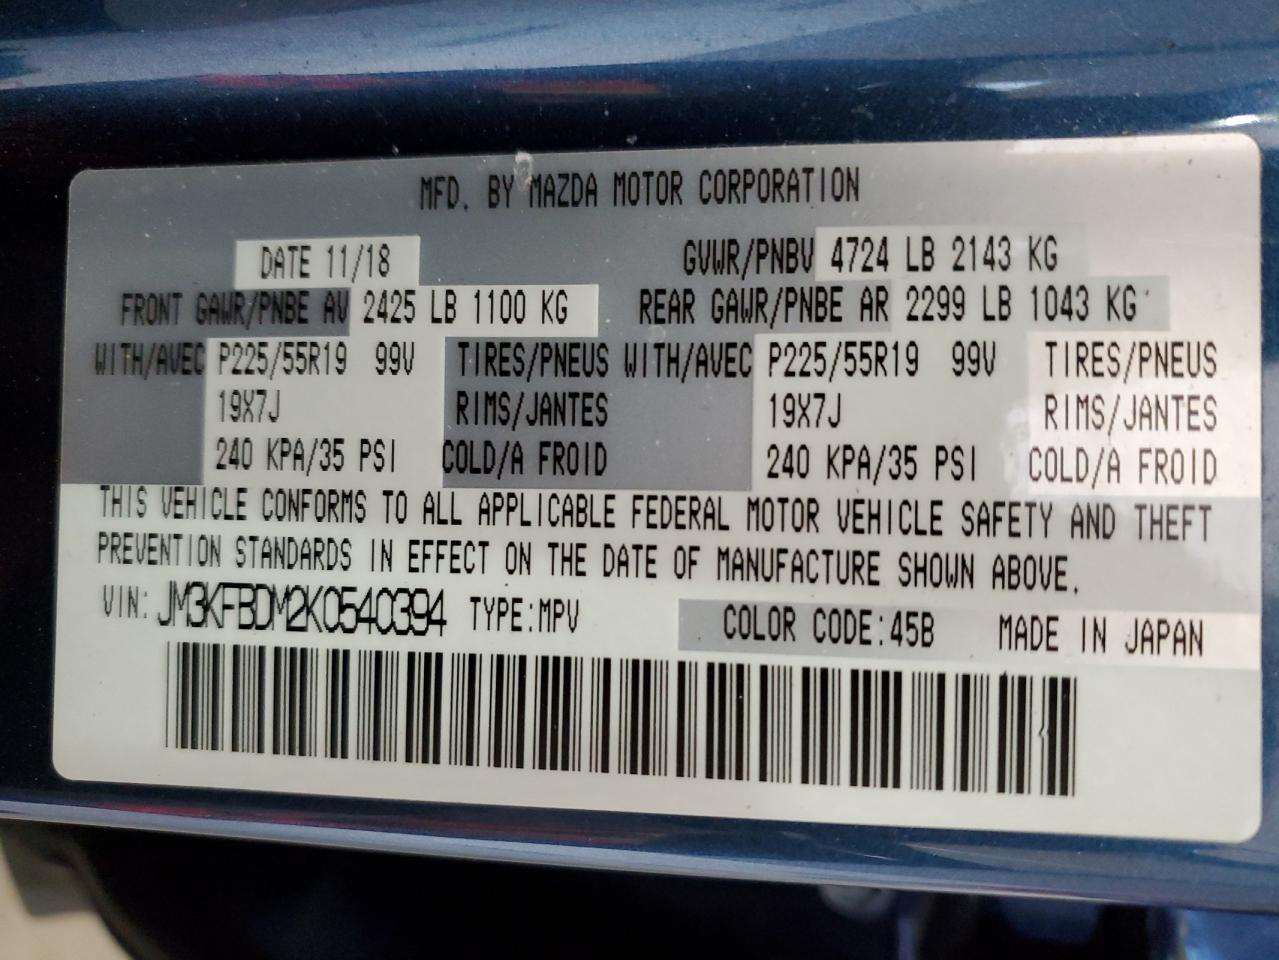 MFD. BY MAZDA MOTOR CORPORATION
DATE 11/18 GVWR/PNBV 4724 LB 2143 KG
FRONT GAWR/PNBE AV 2425 LB 1100 KG REAR GAWR/PNBE AR 2299 LB 1043 KG
WITH/AVEC P225/55R19 99V TIRES/PNEUS WITH/AVEC P225/55R19 99V TIRES/PNEUS
19X7J RIMS/JANTES 19X7J RIMS/JANTES
240 KPA/35 PSI COLD/A FROID 240 KPA/35 PSI COLD/A FROID
THIS VEHICLE CONFORMS TO ALL APPLICABLE FEDERAL MOTOR VEHICLE SAFETY AND THEFT
PREVENTION STANDARDS IN EFFECT ON THE DATE OF MANUFACTURE SHOWN ABOVE.
VIN: JM3KFBDM2K0540394 TYPE:MPV COLOR CODE:45B MADE IN JAPAN